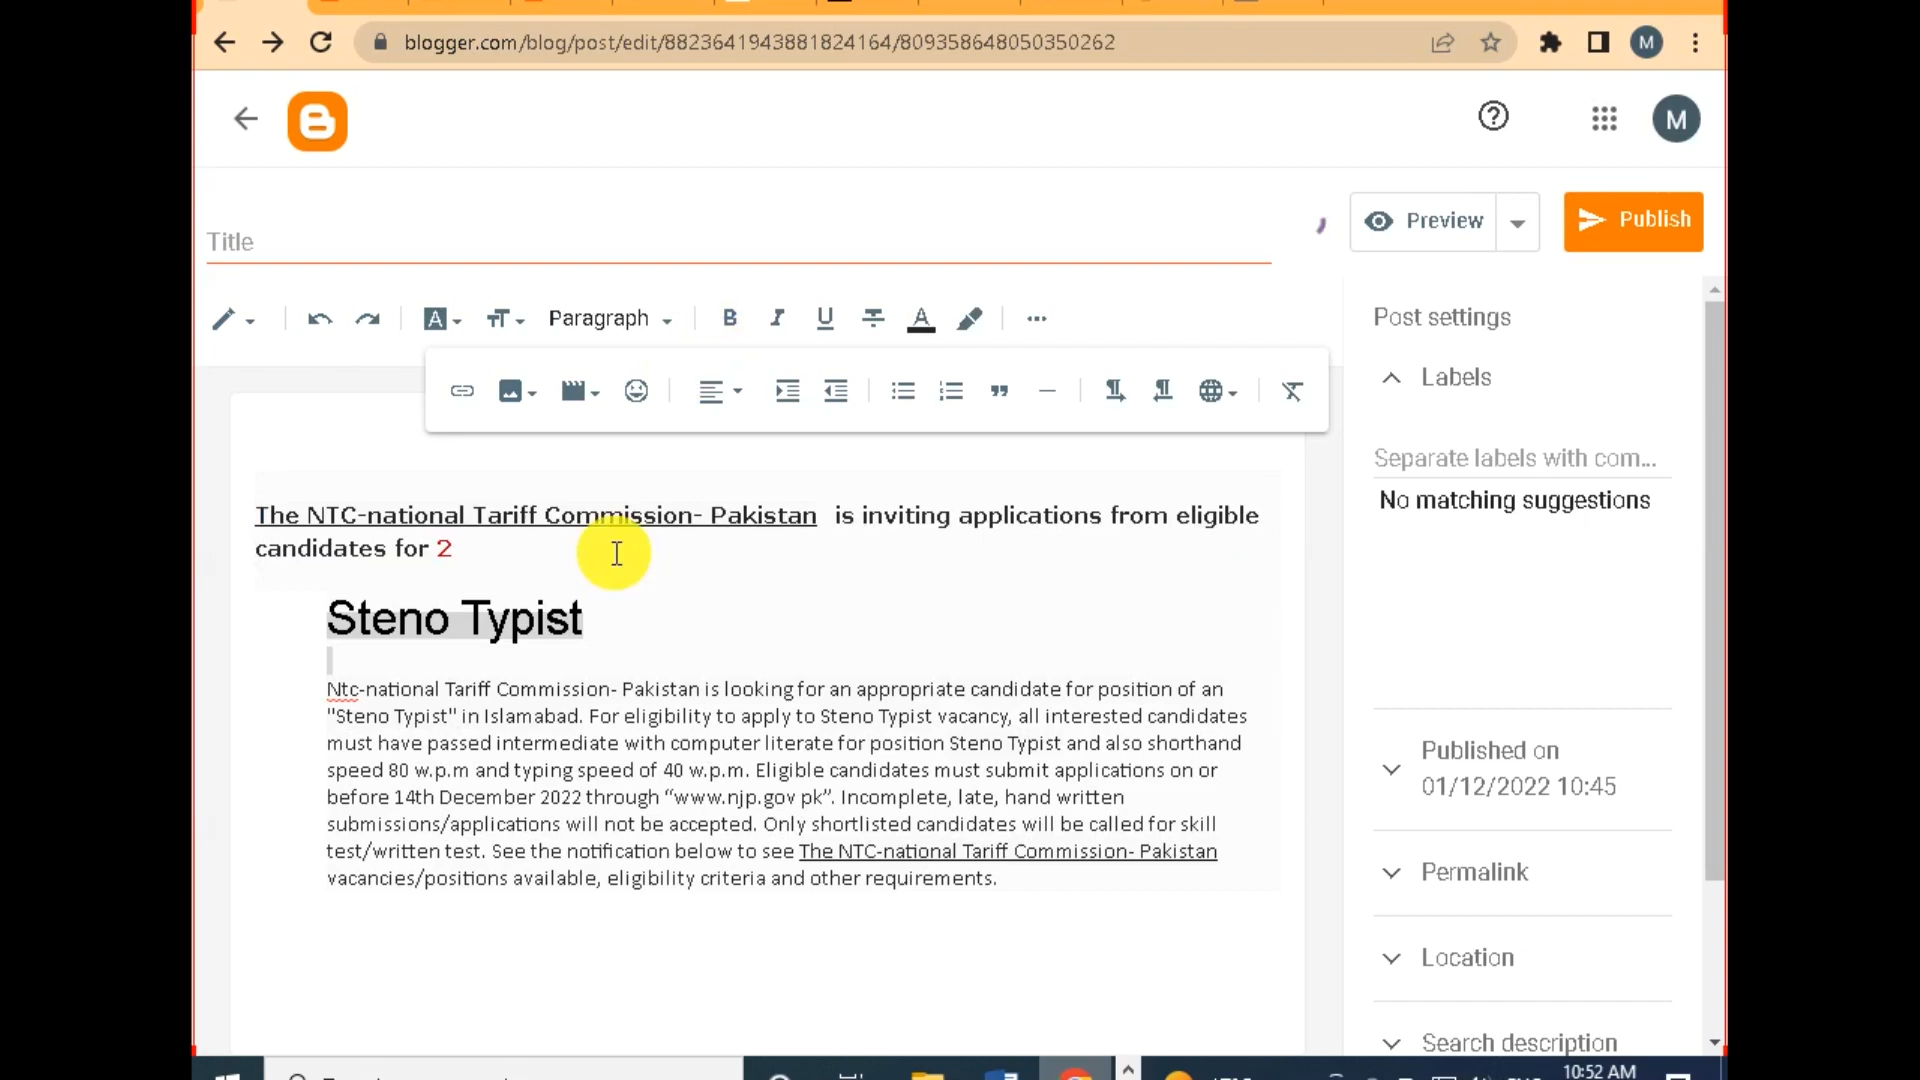 blogger.com/blog/post/edit/8823641943881824164/809358648050350262
M
M
Title
Preview
Publish
Paragraph
Post settings
Labels
Separate labels with com...
No matching suggestions
The NTC-national Tariff Commission- Pakistan is inviting applications from eligible
candidates for 2
Steno Typist
Ntc-national Tariff Commission- Pakistan is looking for an appropriate candidate for position of an
"Steno Typist" in Islamabad. For eligibility to apply to Steno Typist vacancy, all interested candidates
must have passed intermediate with computer literate for position Steno Typist and also shorthand
speed 80 w.p.m and typing speed of 40 w.p.m. Eligible candidates must submit applications on or
before 14th December 2022 through “www.njp.gov pk”. Incomplete, late, hand written
submissions/applications will not be accepted. Only shortlisted candidates will be called for skill
test/written test. See the notification below to see The NTC-national Tariff Commission- Pakistan
vacancies/positions available, eligibility criteria and other requirements.
Published on
01/12/2022 10:45
Permalink
Location
Search description
10:52 AM